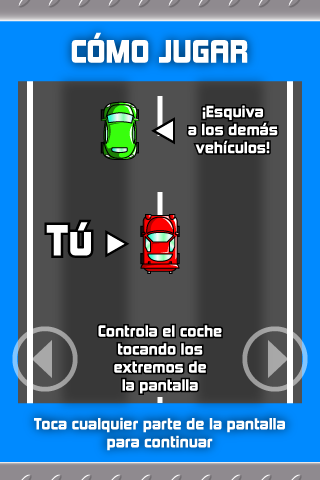 CÓMO JUGAR
¡Esquiva
a los demás
vehículos!
TÚ
Controla el coche
tocando los
extremos de
la pantalla
Toca cualquier parte de la pantalla
para continuar